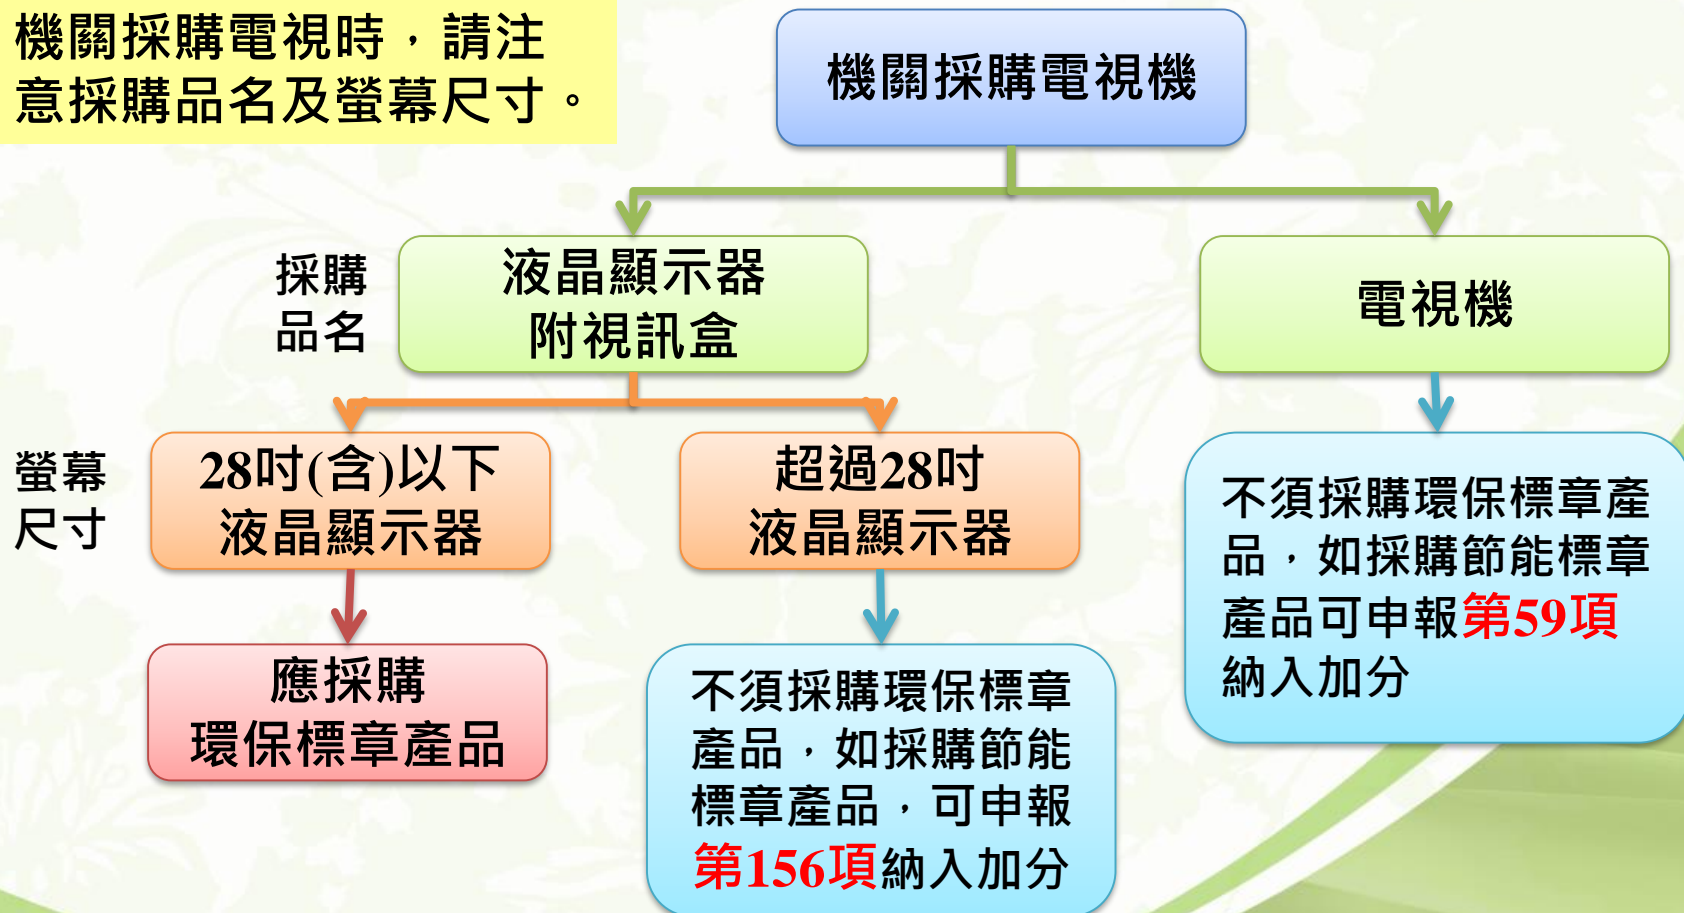 機關採購電視時，請注
意採購品名及螢幕尺寸。
機關採購電視機
採購
品名
液晶顯示器
附視訊盒
電視機
螢幕
尺寸
28吋(含)以下
液晶顯示器
超過28吋
液晶顯示器
不須採購環保標章產
品，如採購節能標章
產品可申報第59項
納入加分
應採購
環保標章產品
不須採購環保標章
產品，如採購節能
標章產品，可申報
第156項納入加分